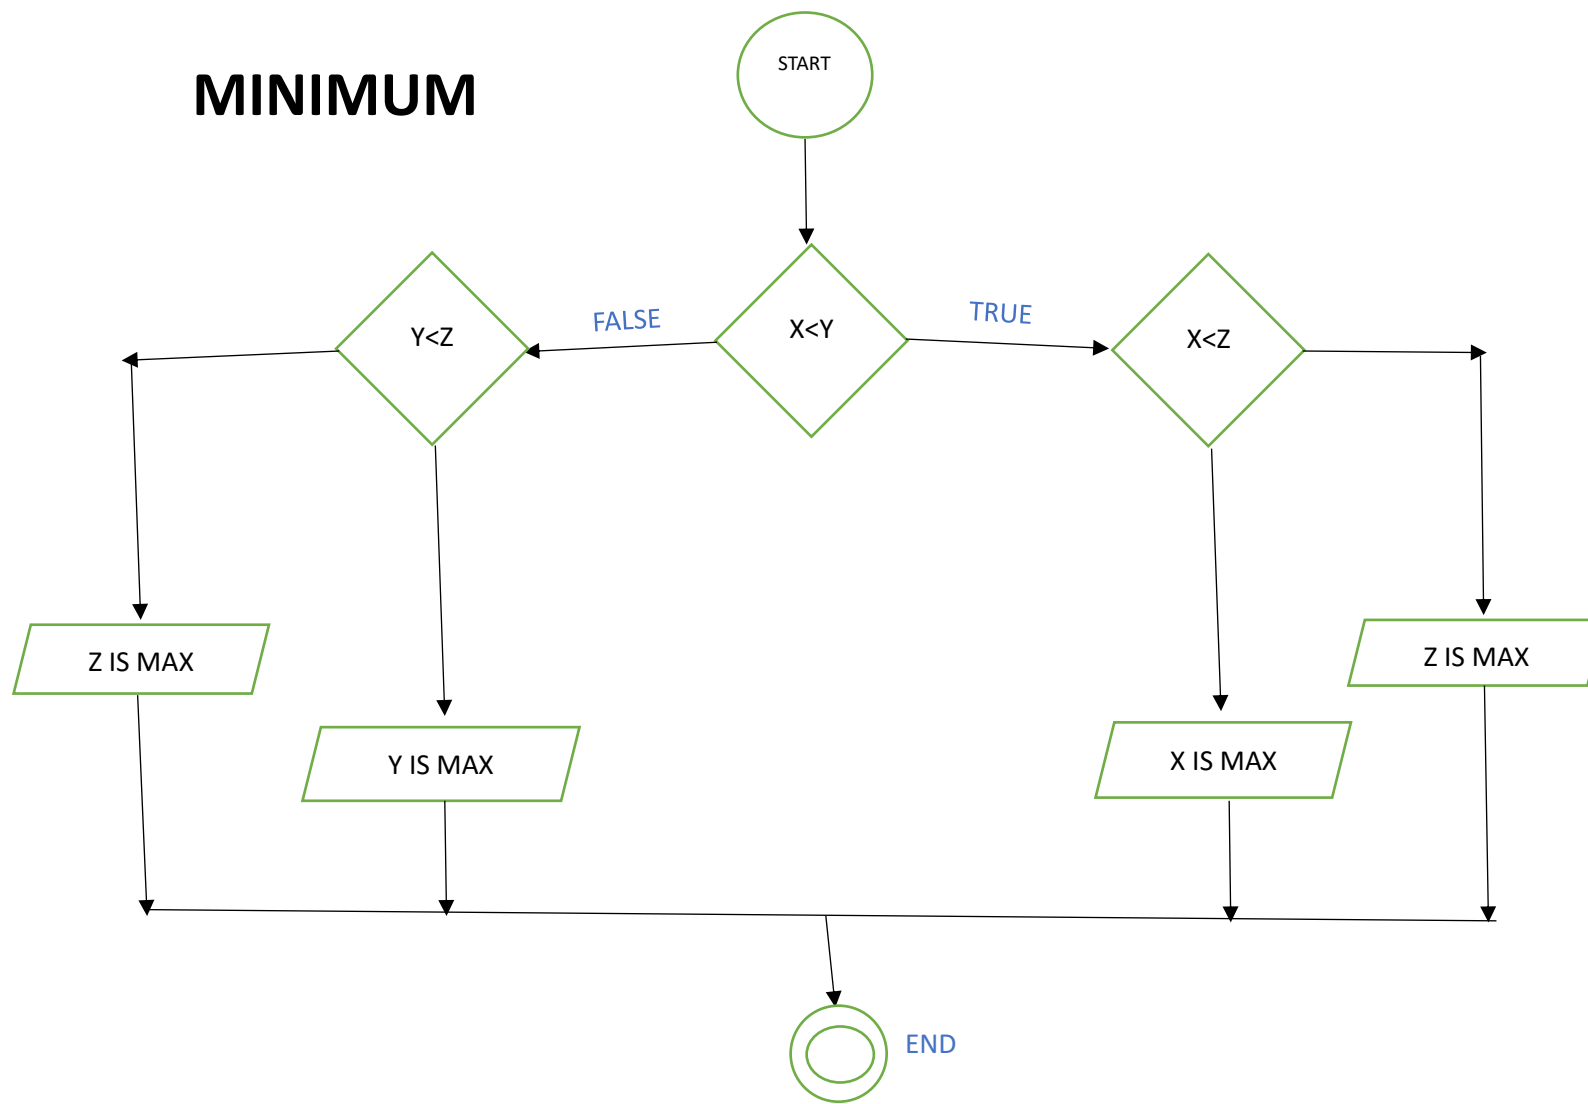 START
MINIMUM
FALSE
TRUE
Y<Z
X<Y
X<Z
Z IS MAX
Z IS MAX
Y IS MAX
X IS MAX
END